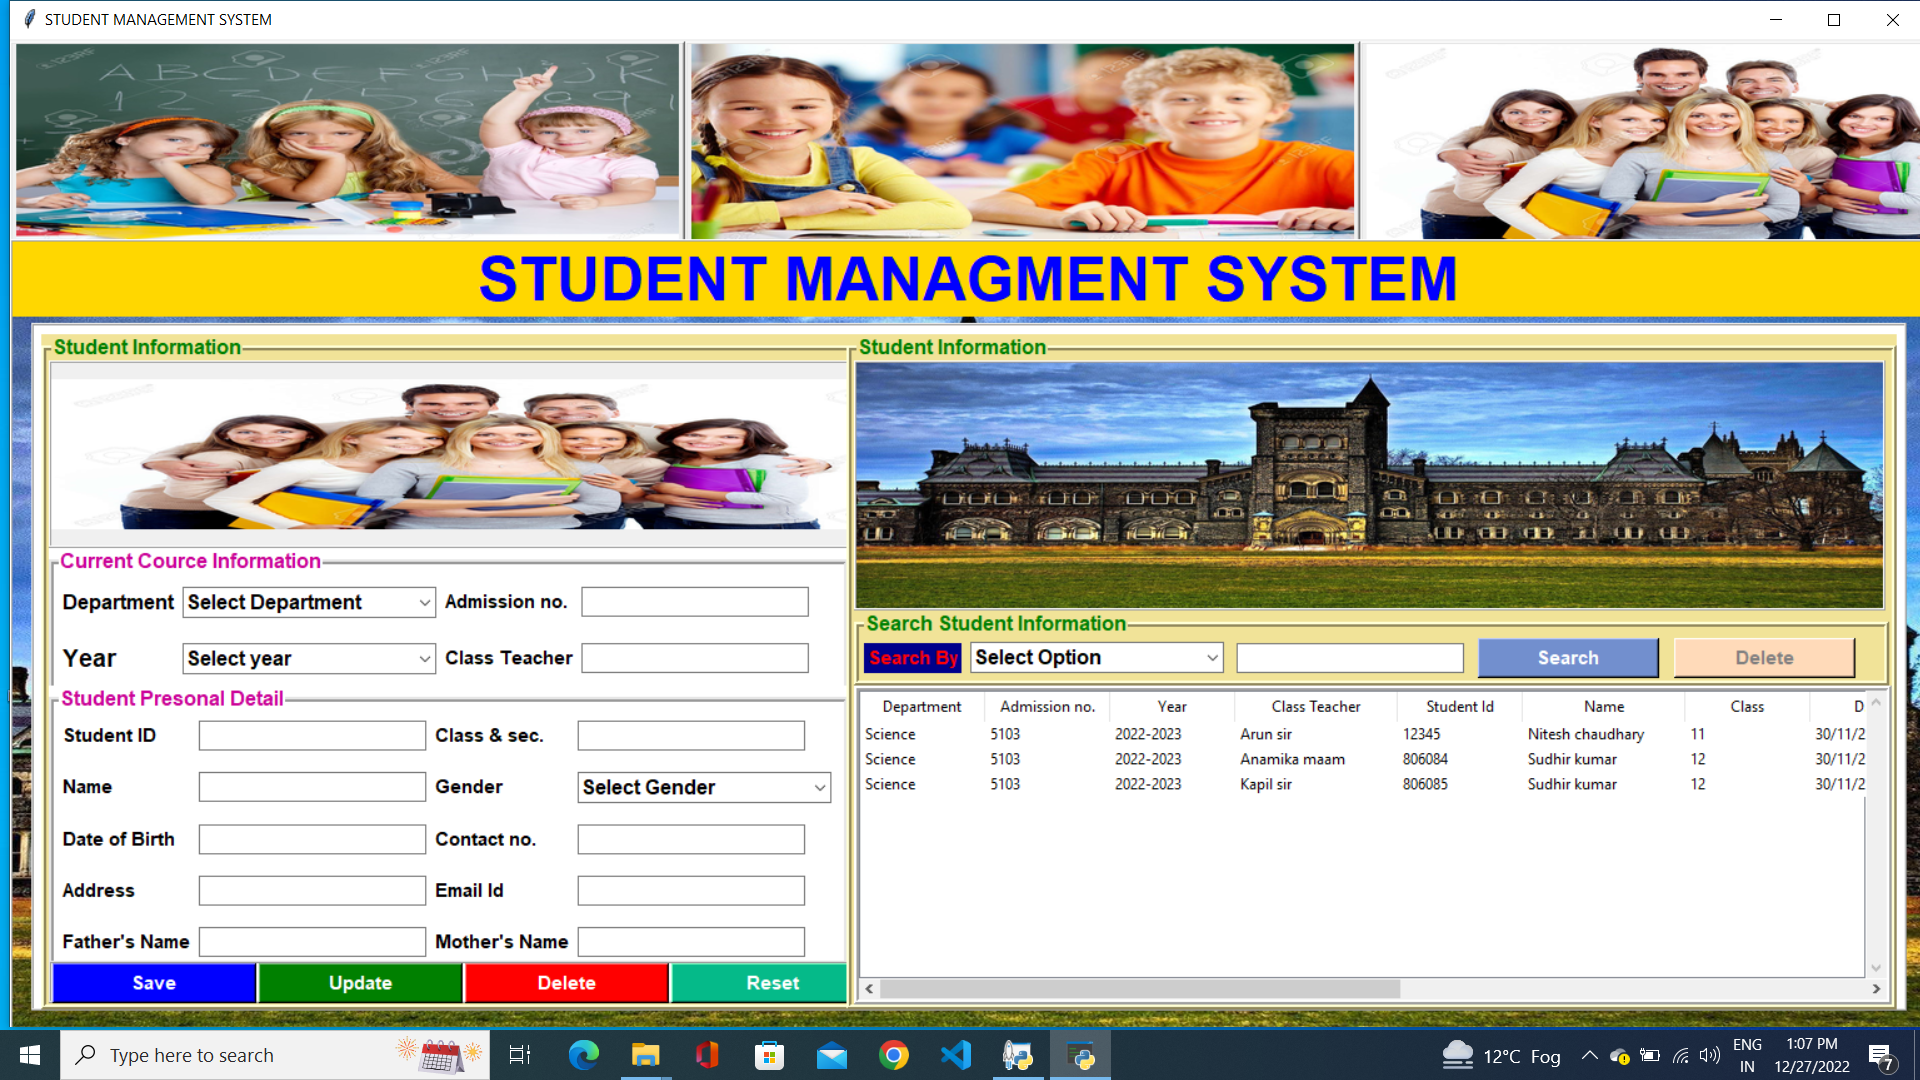 STUDENT MANAGEMENT SYSTEM
ABCDEFGHIJK
STUDENT MANAGMENT SYSTEM
Student Information
Current Cource Information
Department Select Department Admission no.
Year Select year Class Teacher
Student Presonal Detail
Student ID Class & sec.
Name Gender Select Gender
Date of Birth Contact no.
Address Email Id
Father's Name Mother's Name
Save Update Delete Reset
Student Information
Search Student Information
Search By Select Option Search Delete
Department Admission no. Year Class Teacher Student Id Name Class D
Science 5103 2022-2023 Arun sir 12345 Nitesh chaudhary 11 30/11/2
Science 5103 2022-2023 Anamika maam 806084 Sudhir kumar 12 30/11/2
Science 5103 2022-2023 Kapil sir 806085 Sudhir kumar 12 30/11/2
Type here to search
12°C Fog
ENG
IN
1:07 PM
12/27/2022
7